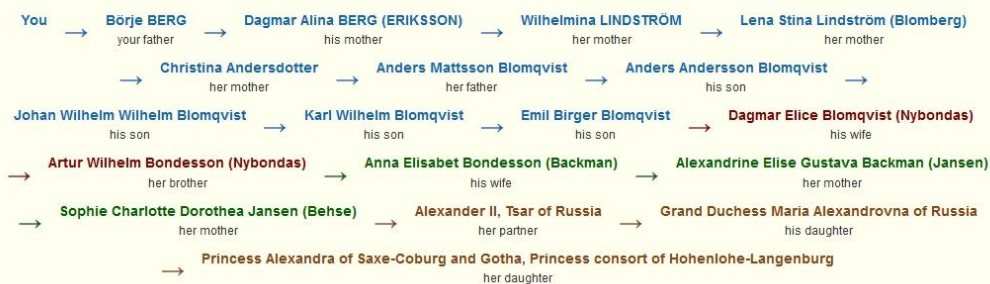 You → Börje BERG → Dagmar Alina BERG (ERIKSSON) → Wilhelmina LINDSTRÖM → Lena Stina Lindström (Blomberg)
your father his mother her mother her mother
→ Christina Andersdotter → Anders Mattsson Blomqvist → Anders Andersson Blomqvist →
her mother her father his son
Johan Wilhelm Wilhelm Blomqvist → Karl Wilhelm Blomqvist → Emil Birger Blomqvist → Dagmar Elice Blomqvist (Nybondas)
his son his son his son his wife
→ Artur Wilhelm Bondesson (Nybondas) → Anna Elisabet Bondesson (Backman) → Alexandrine Elise Gustava Backman (Jansen)
her brother his wife her mother
→ Sophie Charlotte Dorothea Jansen (Behse) → Alexander II, Tsar of Russia → Grand Duchess Maria Alexandrovna of Russia
her mother her partner his daughter
→ Princess Alexandra of Saxe-Coburg and Gotha, Princess consort of Hohenlohe-Langenburg
her daughter